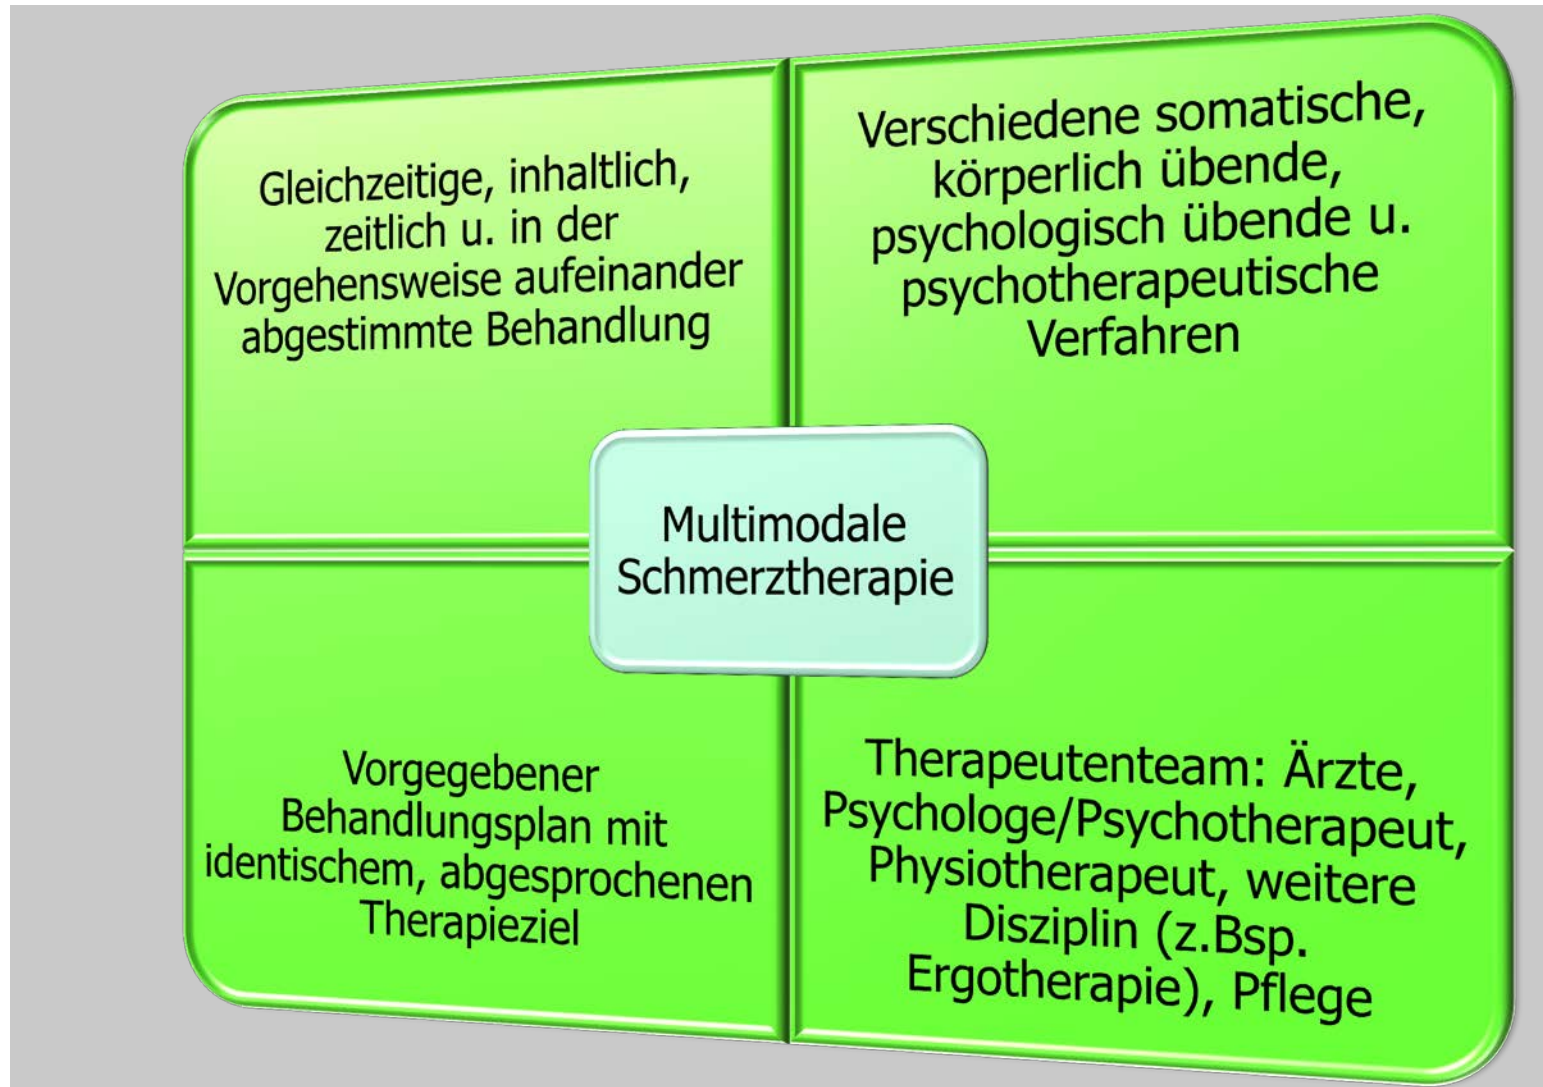 Gleichzeitige, inhaltlich,
zeitlich u. in der
Vorgehensweise aufeinander
abgestimmte Behandlung
Verschiedene somatische,
körperlich übende,
psychologisch übende u.
psychotherapeutische
Verfahren
Multimodale
Schmerztherapie
Vorgegebener
Behandlungsplan mit
identischem, abgesprochenen
Therapieziel
Therapeutenteam: Ärzte,
Psychologe/Psychotherapeut,
Physiotherapeut, weitere
Disziplin (z.Bsp.
Ergotherapie), Pflege